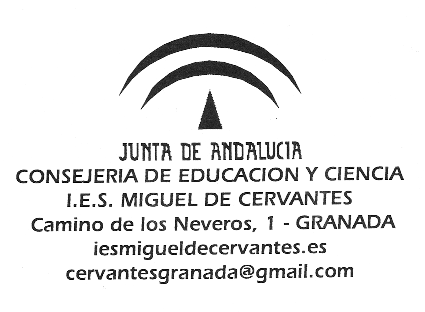 JUNTA DE ANDALUCIA
CONSEJERIA DE EDUCACION Y CIENCIA
I.E.S. MIGUEL DE CERVANTES
Camino de los Neveros, 1 - GRANADA
iesmigueldecervantes.es
cervantesgranada@gmail.com